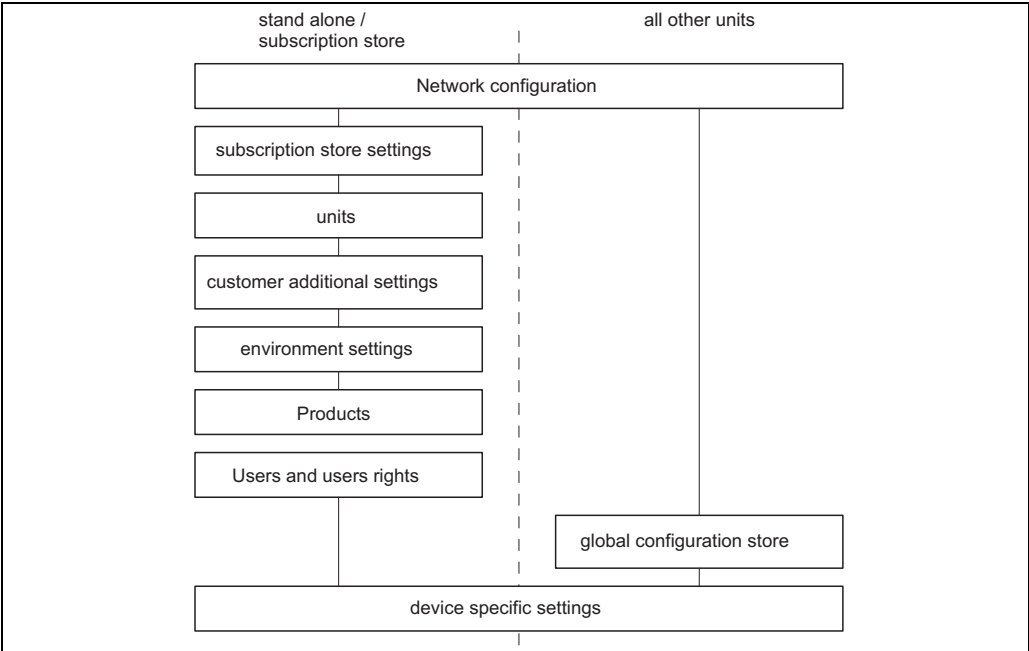 stand alone /
subscription store
all other units
Network configuration
subscription store settings
units
customer additional settings
environment settings
Products
Users and users rights
global configuration store
device specific settings